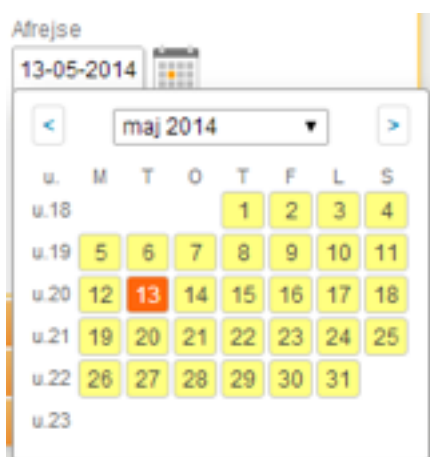 Afrejse
13-05-2014
< maj 2014 >
u. M T O T F L S
u.18 1 2 3 4
u.19 5 6 7 8 9 10 11
u.20 12 13 14 15 16 17 18
u.21 19 20 21 22 23 24 25
u.22 26 27 28 29 30 31
u.23